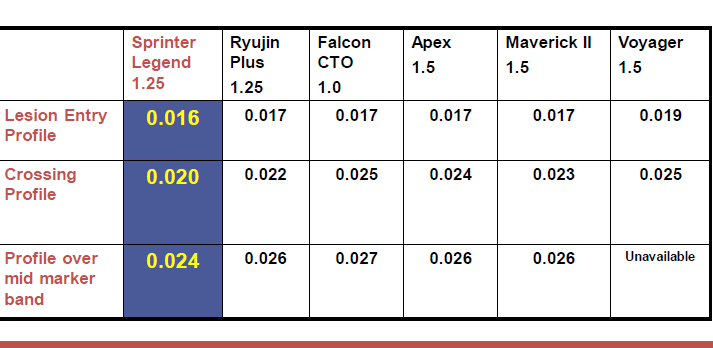 Sprinter Legend 1.25 Ryujin Plus 1.25 Falcon CTO 1.0 Apex 1.5 Maverick II 1.5 Voyager 1.5
Lesion Entry Profile 0.016 0.017 0.017 0.017 0.017 0.019
Crossing Profile 0.020 0.022 0.025 0.024 0.023 0.025
Profile over mid marker band 0.024 0.026 0.027 0.026 0.026 Unavailable